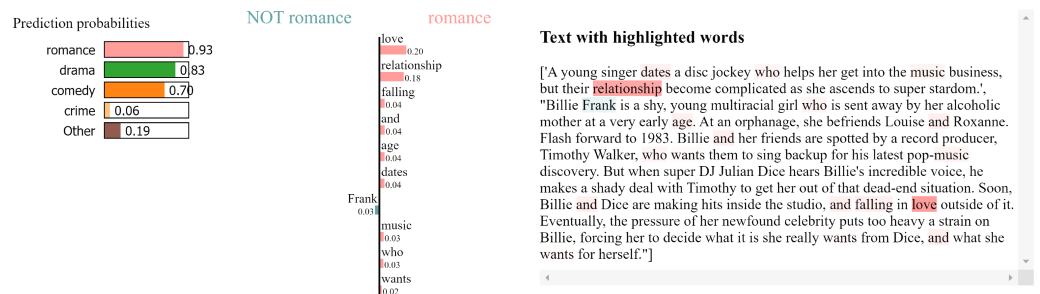 Prediction probabilities
romance 0.93
drama 0.83
comedy 0.70
crime 0.06
Other 0.19
NOT romance romance
love
0.20
relationship
0.18
falling
0.04
and
0.04
age
0.04
dates
0.04
Frank
0.03
music
0.03
who
0.03
wants
0.02
Text with highlighted words
['A young singer dates a disc jockey who helps her get into the music business,
but their relationship become complicated as she ascends to super stardom.',
"Billie Frank is a shy, young multiracial girl who is sent away by her alcoholic
mother at a very early age. At an orphanage, she befriends Louise and Roxanne.
Flash forward to 1983. Billie and her friends are spotted by a record producer,
Timothy Walker, who wants them to sing backup for his latest pop-music
discovery. But when super DJ Julian Dice hears Billie's incredible voice, he
makes a shady deal with Timothy to get her out of that dead-end situation. Soon,
Billie and Dice are making hits inside the studio, and falling in love outside of it.
Eventually, the pressure of her newfound celebrity puts too heavy a strain on
Billie, forcing her to decide what it is she really wants from Dice, and what she
wants for herself."]